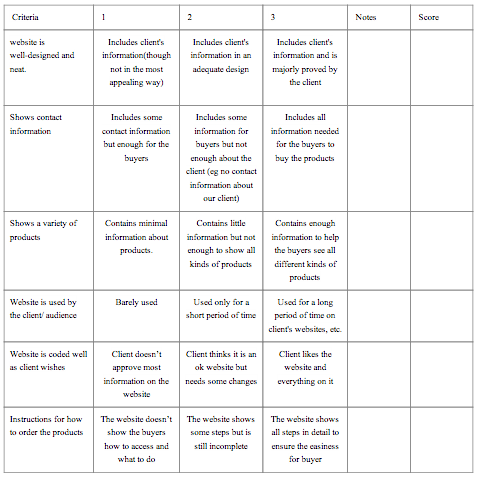 Criteria
1
2
3
Notes
Score
website is
well-designed and
neat.
Includes client's
information(though
not in the most
appealing way)
Includes client's
information in an
adequate design
Includes client's
information and is
majorly proved by
the client
Shows contact
information
Includes some
contact information
but enough for the
buyers
Includes some
information for
buyers but not
enough about the
client (eg no contact
information about
our client)
Includes all
information needed
for the buyers to
buy the products
Shows a variety of
products
Contains minimal
information about
products.
Contains little
information but not
enough to show all
kinds of products
Contains enough
information to help
the buyers see all
different kinds of
products
Website is used by
the client/ audience
Barely used
Used only for a
short period of time
Used for a long
period of time on
client's websites, etc.
Website is coded well
as client wishes
Client doesn’t
approve most
information on the
website
Client thinks it is an
ok website but
needs some changes
Client likes the
website and
everything on it
Instructions for how
to order the products
The website doesn’t
show the buyers
how to access and
what to do
The website shows
some steps but is
still incomplete
The website shows
all steps in detail to
ensure the easiness
for buyer